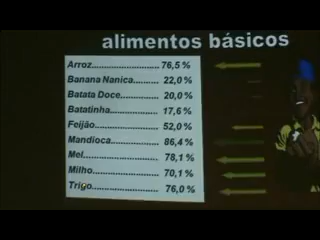 alimentos básicos
Arroz...................... 76,5 %
Banana Nanica.......... 22,0 %
Batata Doce............. 20,0 %
Batatinha................ 17,6 %
Feijão..................... 52,0 %
Mandioca................ 86,4 %
Mel......................... 78,1 %
Milho...................... 70,1 %
Trigo....................... 76,0 %